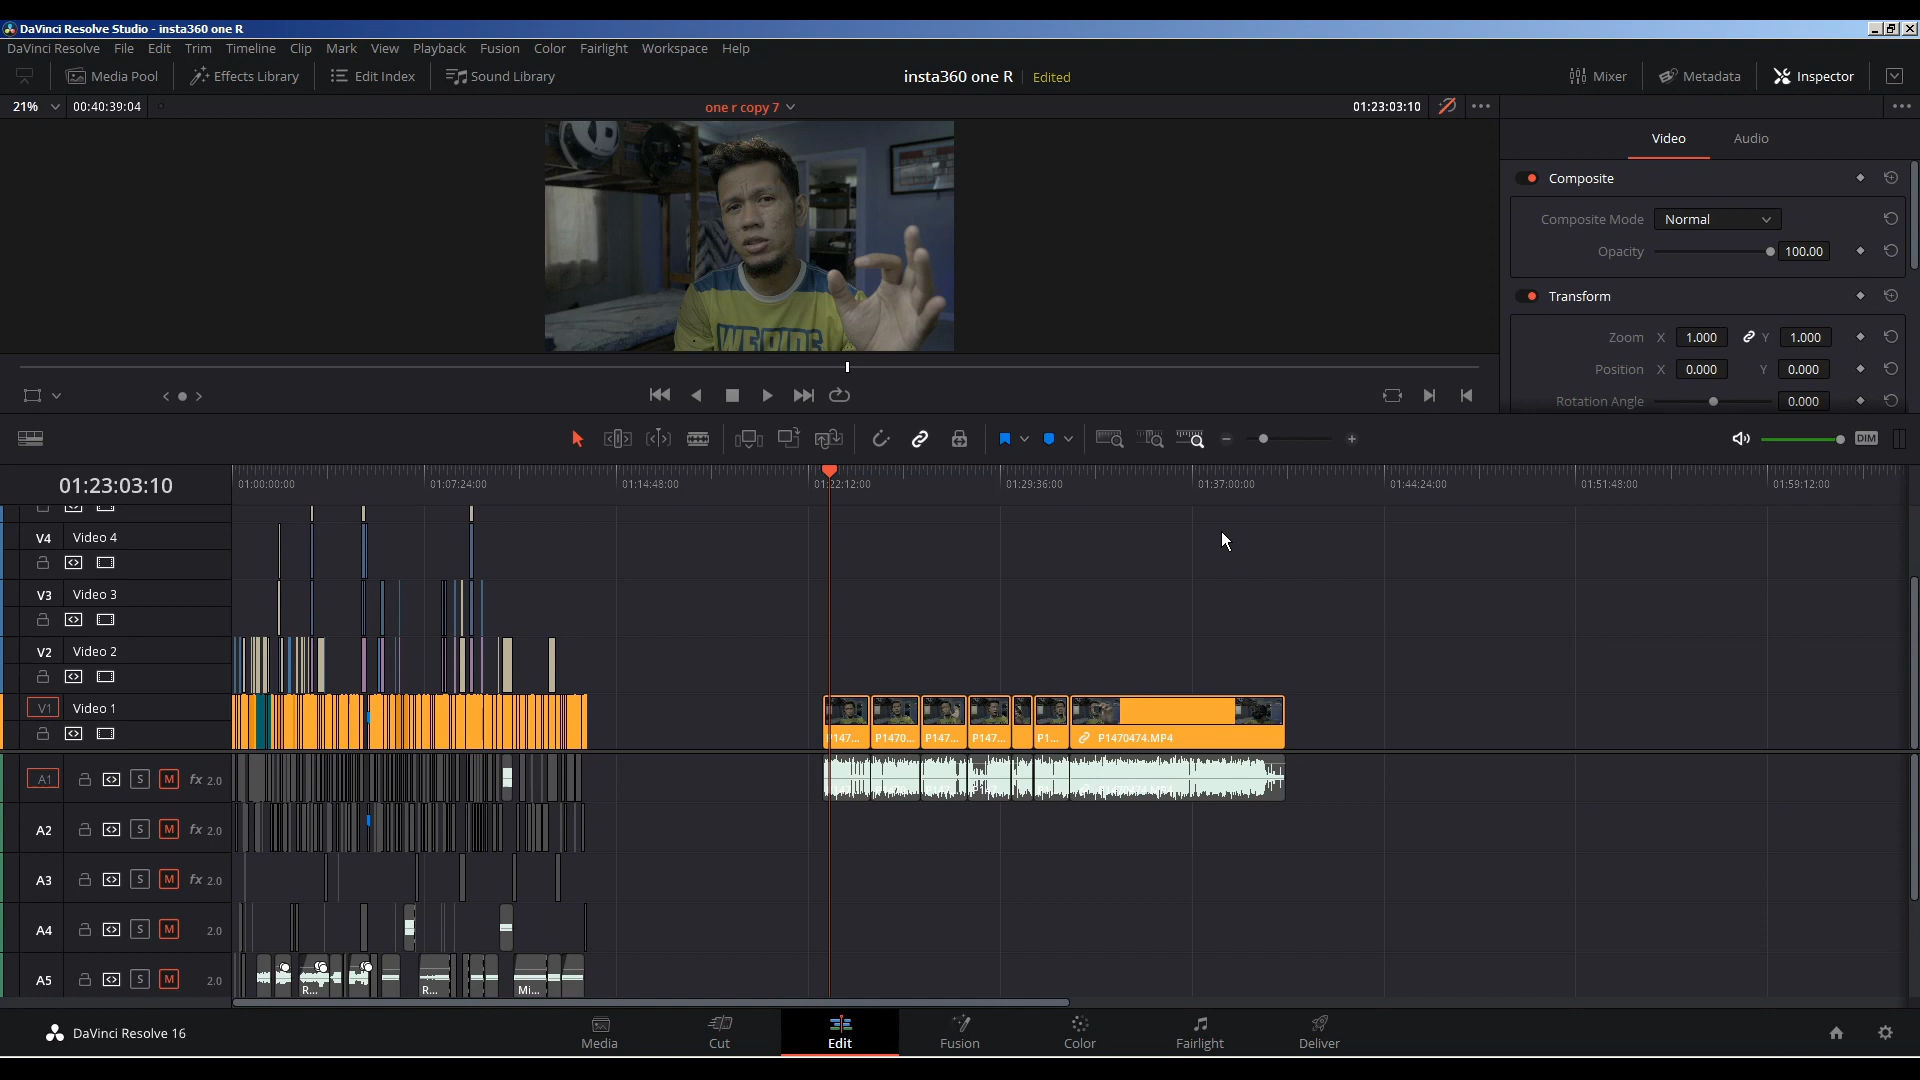 DaVinci Resolve Studio - insta360 one R
DaVinci Resolve File Edit Trim Timeline Clip Mark View Playback Fusion Color Fairlight Workspace Help
Media Pool Effects Library Edit Index Sound Library insta360 one R Edited Mixer Metadata Inspector
21% 00:40:39:04 one r copy 7 01:23:03:10
Video Audio
Composite
Composite Mode Normal
Opacity 100.00
Transform
Zoom X 1.000 Y 1.000
Position X 0.000 Y 0.000
Rotation Angle 0.000
DIM
01:23:03:10
01:00:00:00 01:07:24:00 01:14:48:00 01:22:12:00 01:29:36:00 01:37:00:00 01:44:24:00 01:51:48:00 01:59:12:00
V4 Video 4
V3 Video 3
V2 Video 2
V1 Video 1
P147... P1470... P147... P147... P1... P1470474.MP4
A1 S M fx 2.0
A2 S M fx 2.0
A3 S M fx 2.0
A4 S M 2.0
A5 S M 2.0
R... R... Mi...
DaVinci Resolve 16
Media Cut Edit Fusion Color Fairlight Deliver